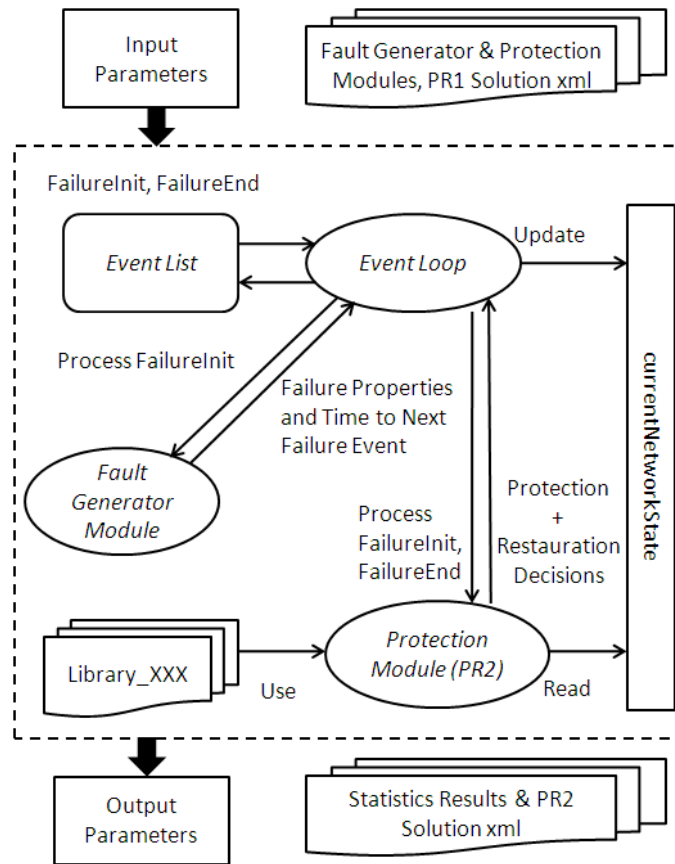 Input
Parameters
Fault Generator & Protection
Modules, PR1 Solution xml
FailureInit, FailureEnd
Event List
Event Loop
Update
Process FailureInit
Failure Properties
and Time to Next
Failure Event
Fault
Generator
Module
Process
FailureInit,
FailureEnd
Protection
+
Restauration
Decisions
currentNetworkState
Library_XXX
Use
Protection
Module (PR2)
Read
Output
Parameters
Statistics Results & PR2
Solution xml